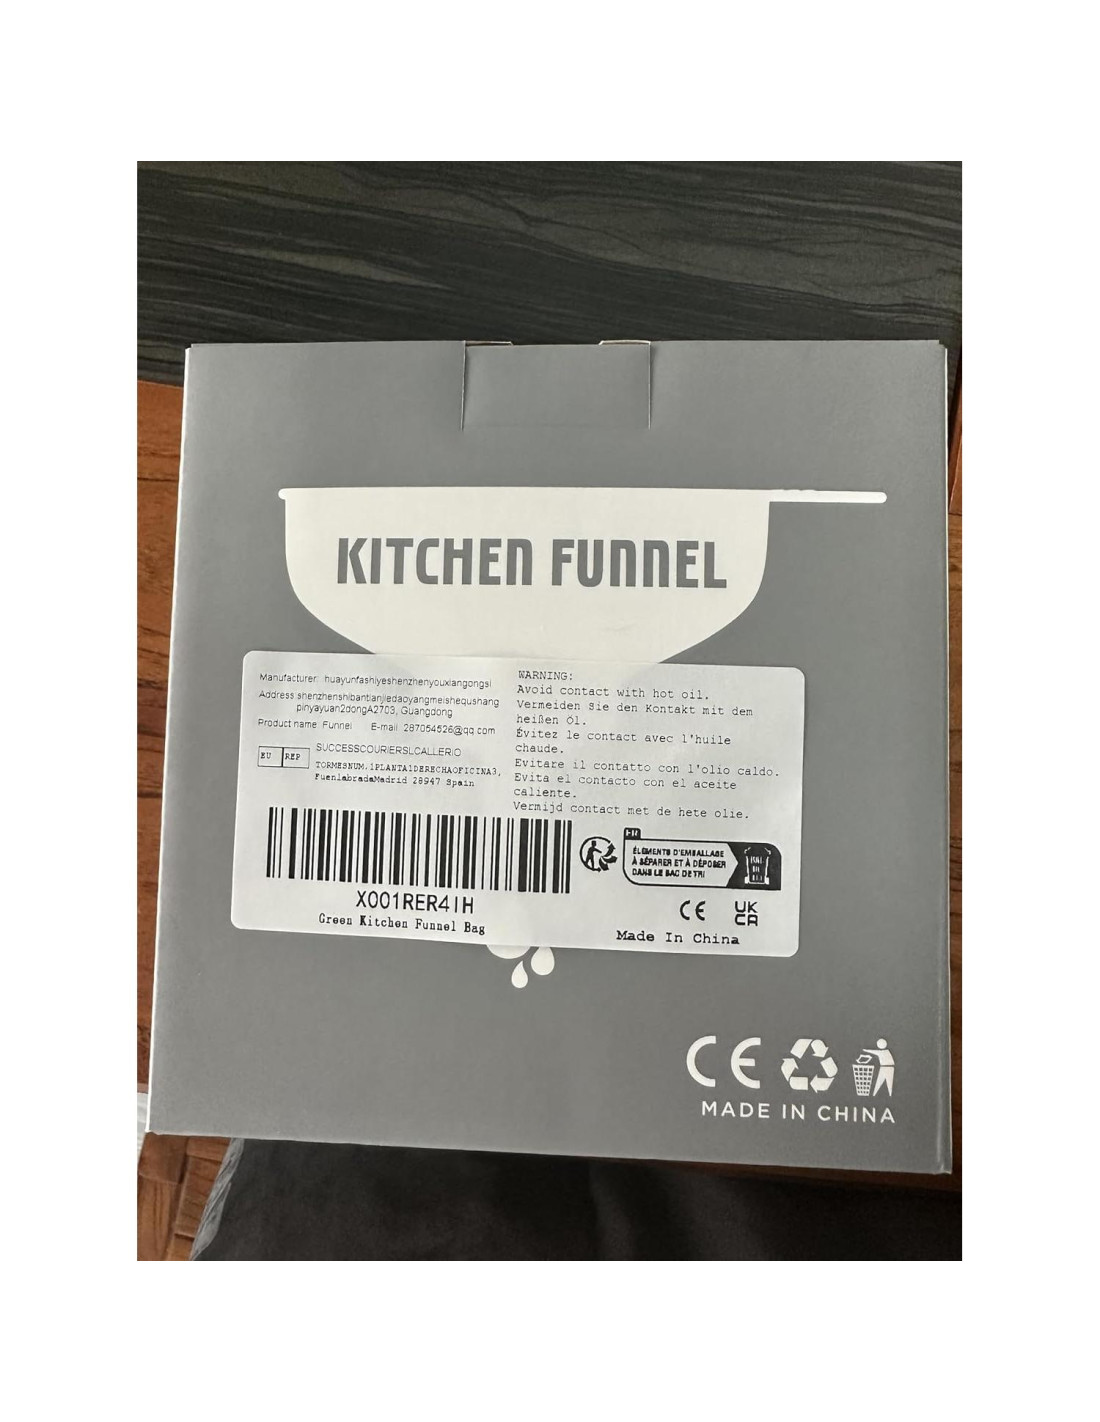 KITCHEN FUNNEL
Manufacturer: huayunfashiyeshenzhenyouxiangongsi
Address:shenzhenshibantianjiedaoyangmeishequshang
pinyayuan2dongA2703, Guangdong
Product name: Funnel E-mail: 287054526@qq.com
EU REP
SUCCESSCOURIERSLCALLERIO
TORMESNUM.1PLANTA1DERECHAOFICINA3,
FuenlabradaMadrid 28947 Spain
WARNING:
Avoid contact with hot oil.
Vermeiden Sie den Kontakt mit dem
heißen Öl.
Évitez le contact avec l'huile
chaude.
Evitare il contatto con l'olio caldo.
Evita el contacto con el aceite
caliente.
Vermijd contact met de hete olie.
X001RER4IH
Green Kitchen Funnel Bag
FR
ÉLÉMENTS D'EMBALLAGE
À SÉPARER ET À DÉPOSER
DANS LE BAC DE TRI
CE
UK
CA
Made In China
CE
MADE IN CHINA